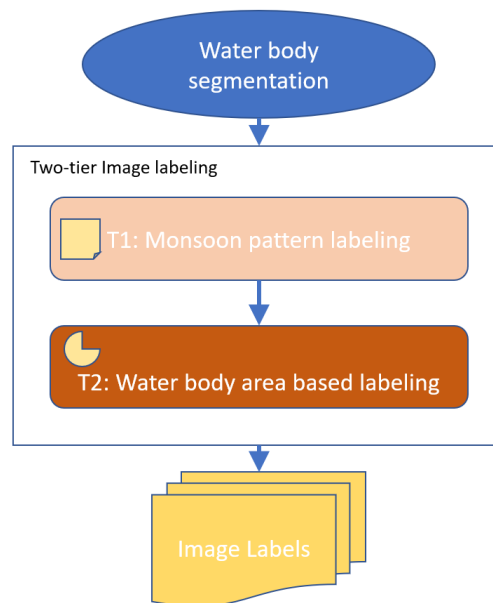 Water body
segmentation
Two-tier Image labeling
T1: Monsoon pattern labeling
T2: Water body area based labeling
Image Labels